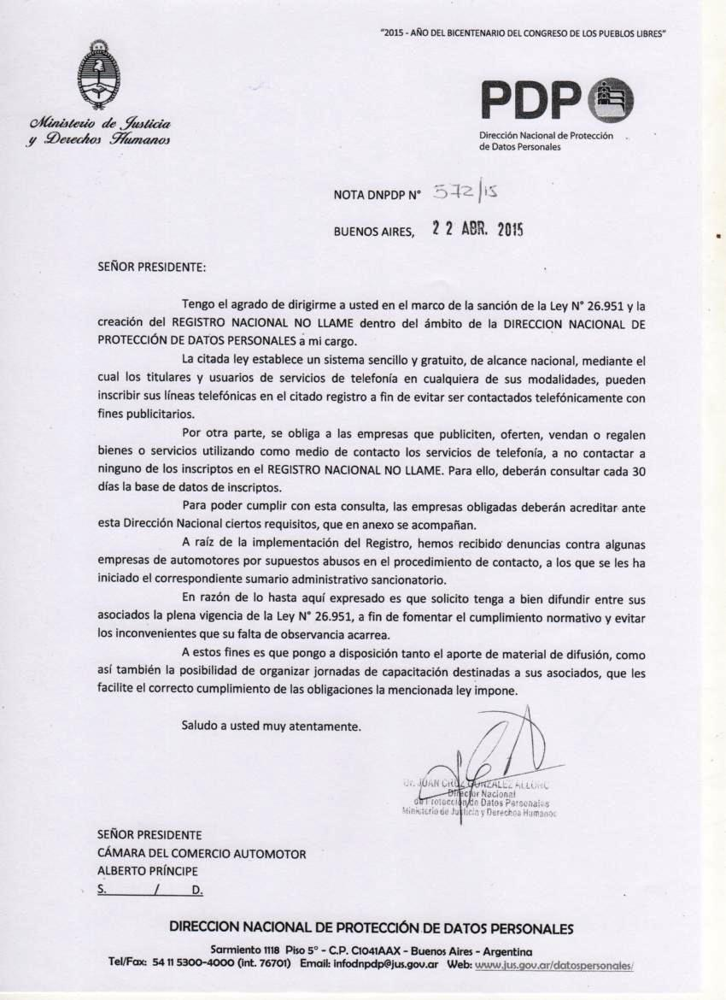 "2015 - AÑO DEL BICENTENARIO DEL CONGRESO DE LOS PUEBLOS LIBRES"
Ministerio de Justicia
y Derechos Humanos
PDP
Dirección Nacional de Protección
de Datos Personales
NOTA DNPDP N° 572/15
BUENOS AIRES, 22 ABR. 2015
SEÑOR PRESIDENTE:
Tengo el agrado de dirigirme a usted en el marco de la sanción de la Ley N° 26.951 y la
creación del REGISTRO NACIONAL NO LLAME dentro del ámbito de la DIRECCION NACIONAL DE
PROTECCIÓN DE DATOS PERSONALES a mi cargo.
La citada ley establece un sistema sencillo y gratuito, de alcance nacional, mediante el
cual los titulares y usuarios de servicios de telefonía en cualquiera de sus modalidades, pueden
inscribir sus líneas telefónicas en el citado registro a fin de evitar ser contactados telefónicamente con
fines publicitarios.
Por otra parte, se obliga a las empresas que publiciten, oferten, vendan o regalen
bienes o servicios utilizando como medio de contacto los servicios de telefonía, a no contactar a
ninguno de los inscriptos en el REGISTRO NACIONAL NO LLAME. Para ello, deberán consultar cada 30
días la base de datos de inscriptos.
Para poder cumplir con esta consulta, las empresas obligadas deberán acreditar ante
esta Dirección Nacional ciertos requisitos, que en anexo se acompañan.
A raíz de la implementación del Registro, hemos recibido denuncias contra algunas
empresas de automotores por supuestos abusos en el procedimiento de contacto, a los que se les ha
iniciado el correspondiente sumario administrativo sancionatorio.
En razón de lo hasta aquí expresado es que solicito tenga a bien difundir entre sus
asociados la plena vigencia de la Ley N° 26.951, a fin de fomentar el cumplimiento normativo y evitar
los inconvenientes que su falta de observancia acarrea.
A estos fines es que pongo a disposición tanto el aporte de material de difusión, como
así también la posibilidad de organizar jornadas de capacitación destinadas a sus asociados, que les
facilite el correcto cumplimiento de las obligaciones la mencionada ley impone.
Saludo a usted muy atentamente.
Dr. JUAN CRUZ GONZALEZ ALLONC
Director Nacional
de Protección de Datos Personales
Ministerio de Justicia y Derechos Humanos
SEÑOR PRESIDENTE
CÁMARA DEL COMERCIO AUTOMOTOR
ALBERTO PRÍNCIPE
S. / D.
DIRECCION NACIONAL DE PROTECCIÓN DE DATOS PERSONALES
Sarmiento 1118 Piso 5° - C.P. C1041AAX - Buenos Aires - Argentina
Tel/Fax: 54 11 5300-4000 (int. 76701) Email: infodnpdp@jus.gov.ar Web: www.jus.gov.ar/datospersonales/